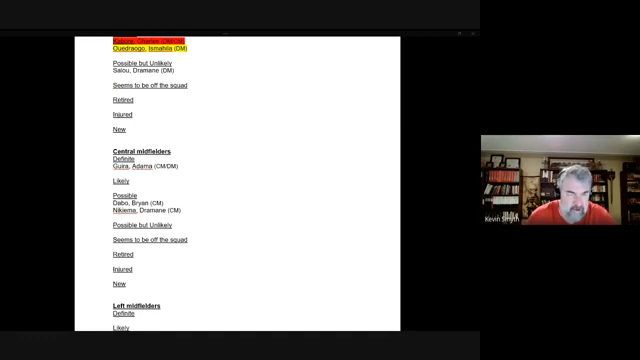 Kabore, Charles (DM/CM)
Ouedraogo, Ismahila (DM)
Possible but Unlikely
Salou, Dramane (DM)
Seems to be off the squad
Retired
Injured
New
Central midfielders
Definite
Guira, Adama (CM/DM)
Likely
Possible
Dabo, Bryan (CM)
Nikiema, Dramane (CM)
Possible but Unlikely
Seems to be off the squad
Retired
Injured
New
Left midfielders
Definite
Likely
Kevin Smyth